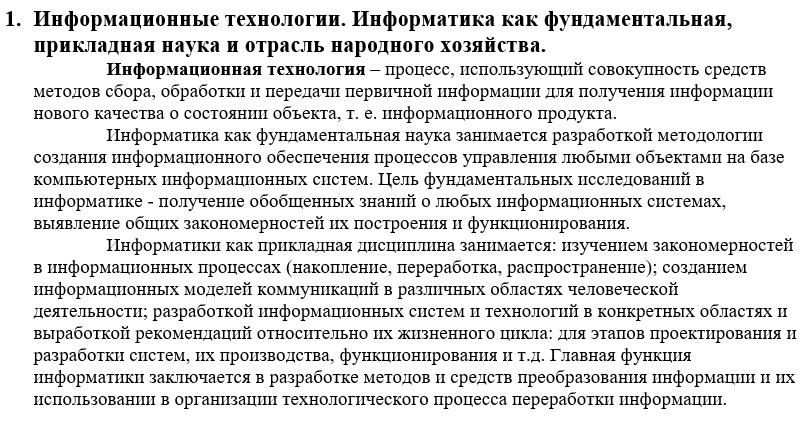 1. Информационные технологии. Информатика как фундаментальная,
прикладная наука и отрасль народного хозяйства.
Информационная технология – процесс, использующий совокупность средств
методов сбора, обработки и передачи первичной информации для получения информации
нового качества о состоянии объекта, т. е. информационного продукта.
Информатика как фундаментальная наука занимается разработкой методологии
создания информационного обеспечения процессов управления любыми объектами на базе
компьютерных информационных систем. Цель фундаментальных исследований в
информатике - получение обобщенных знаний о любых информационных системах,
выявление общих закономерностей их построения и функционирования.
Информатики как прикладная дисциплина занимается: изучением закономерностей
в информационных процессах (накопление, переработка, распространение); созданием
информационных моделей коммуникаций в различных областях человеческой
деятельности; разработкой информационных систем и технологий в конкретных областях и
выработкой рекомендаций относительно их жизненного цикла: для этапов проектирования и
разработки систем, их производства, функционирования и т.д. Главная функция
информатики заключается в разработке методов и средств преобразования информации и их
использовании в организации технологического процесса переработки информации.